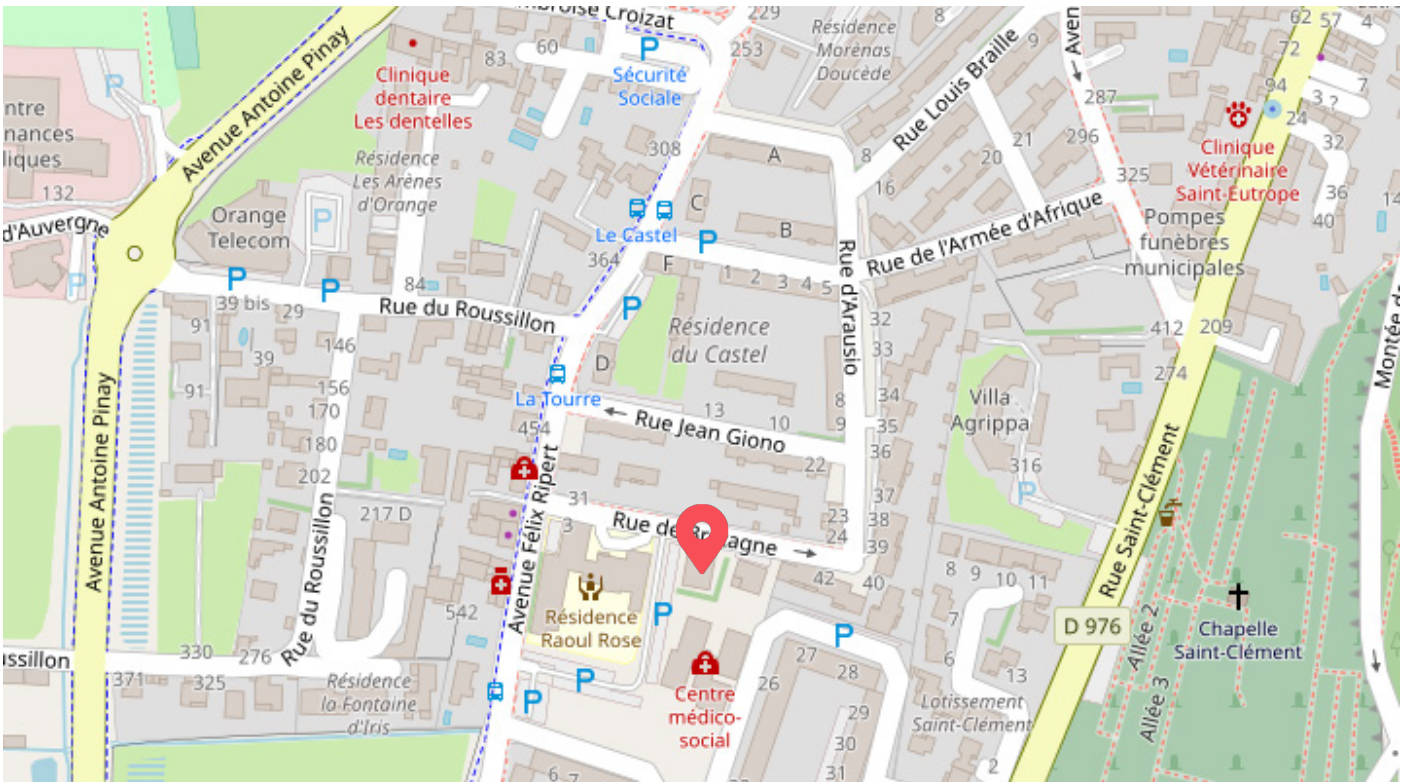 Ambroise Croizat
229
253
Résidence
Morenas
Doucède
8
9
62
57
4
72
Avenue Antoine Pinay
83
60
P
Sécurité
Sociale
Clinique
dentaire
Les dentelles
Rue Louis Braille
287
94
3
7
24
32
P
296
21
20
Clinique
Vétérinaire
Saint-Eutrope
308
A
8
16
325
36
40
14
132
Résidence
Les Arènes
d'Orange
Orange
Telecom
P
C
B
Rue de l'Armée d'Afrique
Pompes
funèbres
municipales
d'Auvergne
Le Castel
P
364
F
1
2
3
4
5
Rue d'Arausio
P
P
P
84
39 bis
29
Rue du Roussillon
P
Résidence
du Castel
32
33
412
209
Montée de
91
39
146
91
156
170
180
202
D
La Tourre
454
13
10
8
9
Rue Jean Giono
22
34
35
36
Villa
Agrippa
316
P
274
Avenue Antoine Pinay
Rue du Roussillon
217 D
Avenue Félix Ripert
31
3
Rue de Bretagne
23
24
37
38
39
40
42
Rue Saint-Clément
Résidence
Raoul Rose
P
542
8
9
10
11
7
6
13
D 976
Allée 2
Allée 3
Chapelle
Saint-Clément
P
27
28
26
29
30
31
Centre
médico-
social
Lotissement
Saint-Clément
2
330
276
371
325
Résidence
la Fontaine
d'Iris
P
P
6
7